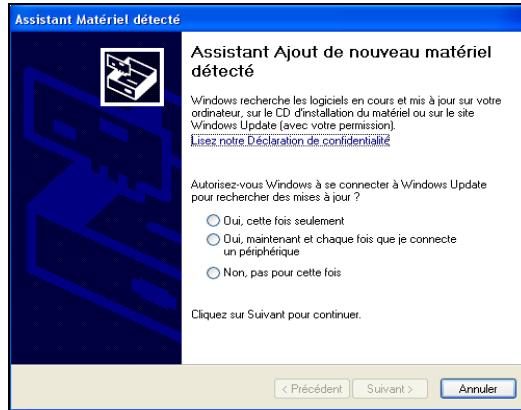 Assistant Matériel détecté
Assistant Ajout de nouveau matériel
détecté
Windows recherche les logiciels en cours et mis à jour sur votre
ordinateur, sur le CD d'installation du matériel ou sur le site
Windows Update (avec votre permission).
Lisez notre Déclaration de confidentialité
Autorisez-vous Windows à se connecter à Windows Update
pour rechercher des mises à jour ?
Oui, cette fois seulement
Oui, maintenant et chaque fois que je connecte
un périphérique
Non, pas pour cette fois
Cliquez sur Suivant pour continuer.
< Précédent Suivant > Annuler